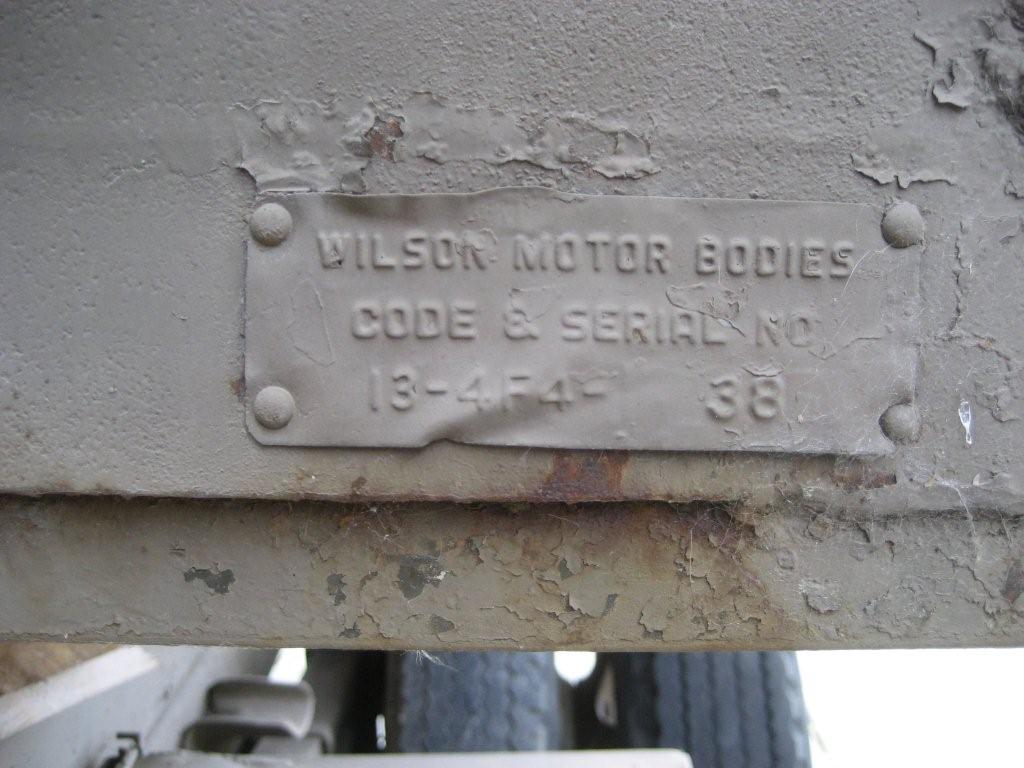 WILSON MOTOR BODIES
CODE & SERIAL NO
13-4F4- 38